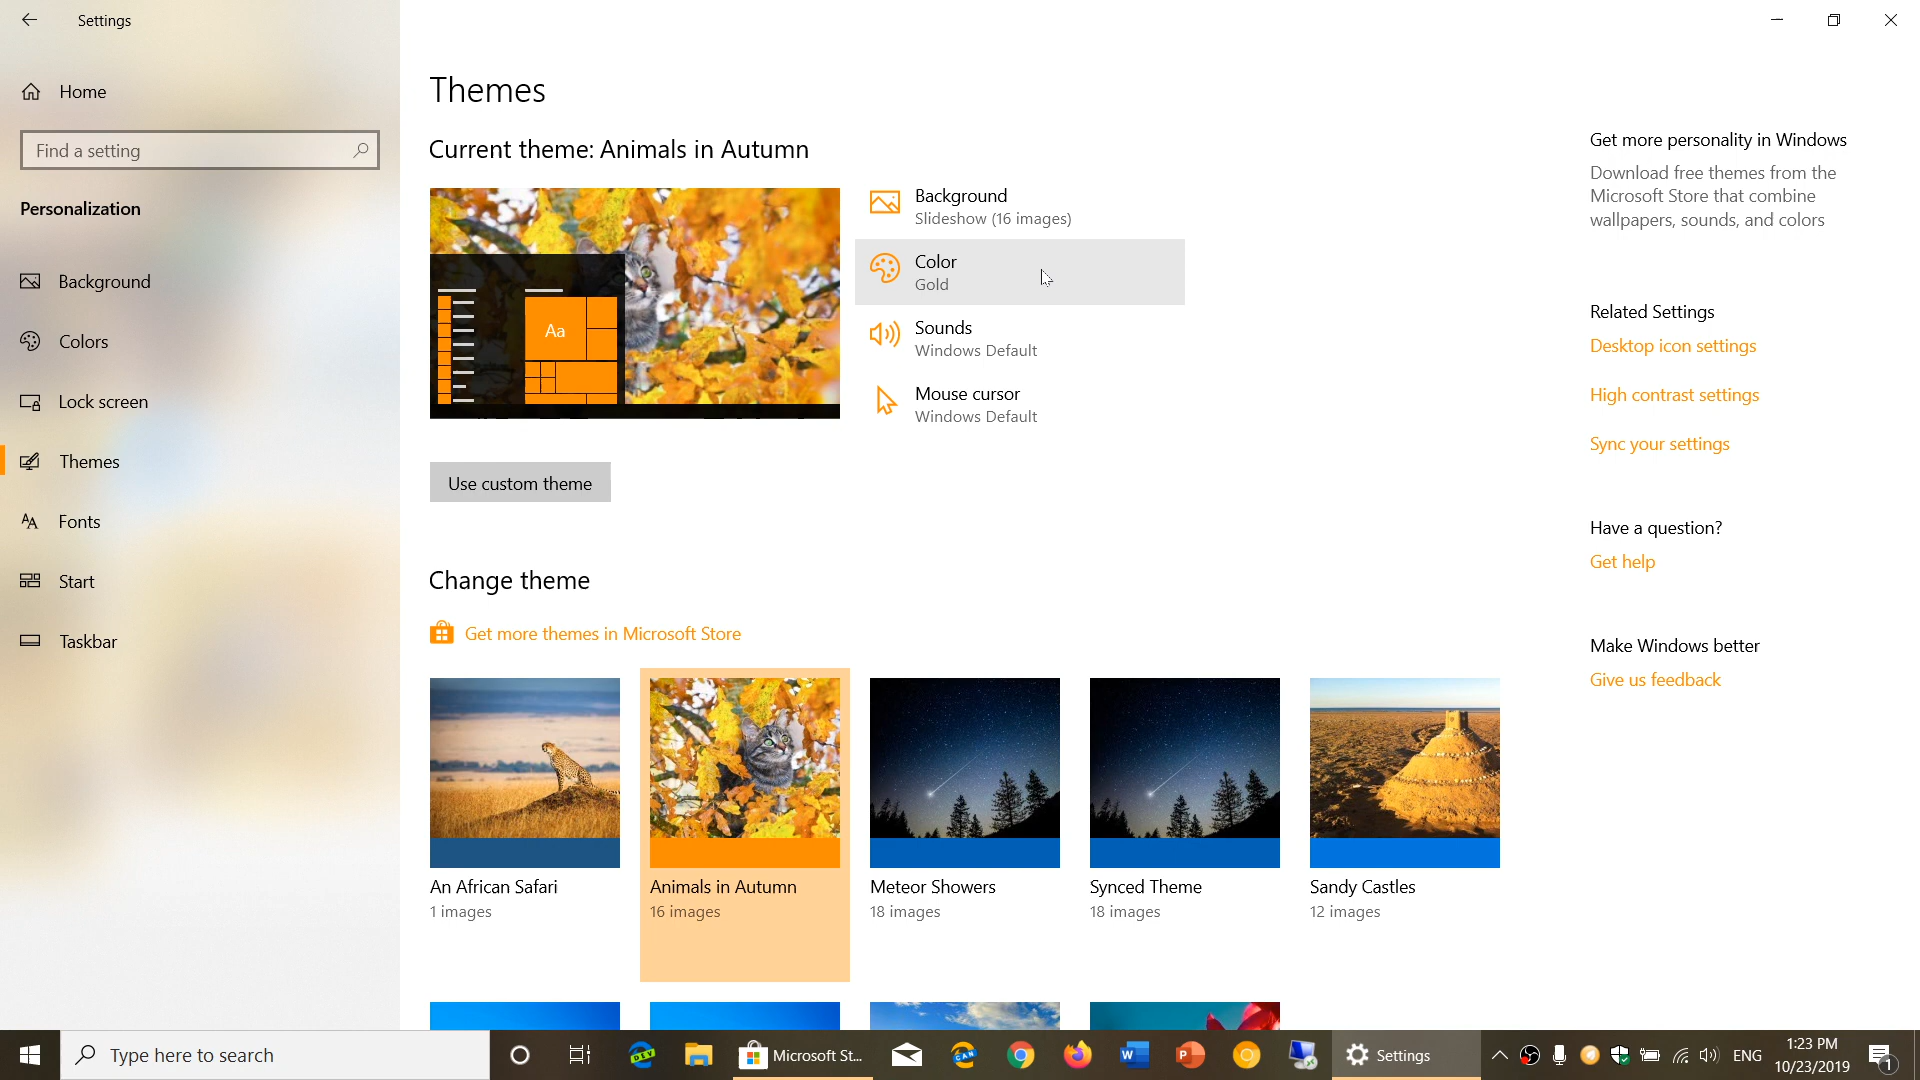 Settings
Home
Find a setting
Personalization
Background
Colors
Lock screen
Themes
Fonts
Start
Taskbar
Themes
Current theme: Animals in Autumn
Aa
Background
Slideshow (16 images)
Color
Gold
Sounds
Windows Default
Mouse cursor
Windows Default
Use custom theme
Change theme
Get more themes in Microsoft Store
An African Safari
1 images
Animals in Autumn
16 images
Meteor Showers
18 images
Synced Theme
18 images
Sandy Castles
12 images
Get more personality in Windows
Download free themes from the
Microsoft Store that combine
wallpapers, sounds, and colors
Related Settings
Desktop icon settings
High contrast settings
Sync your settings
Have a question?
Get help
Make Windows better
Give us feedback
Type here to search
DEV
Microsoft St...
CAN
W
P
Settings
ENG
1:23 PM
10/23/2019
1